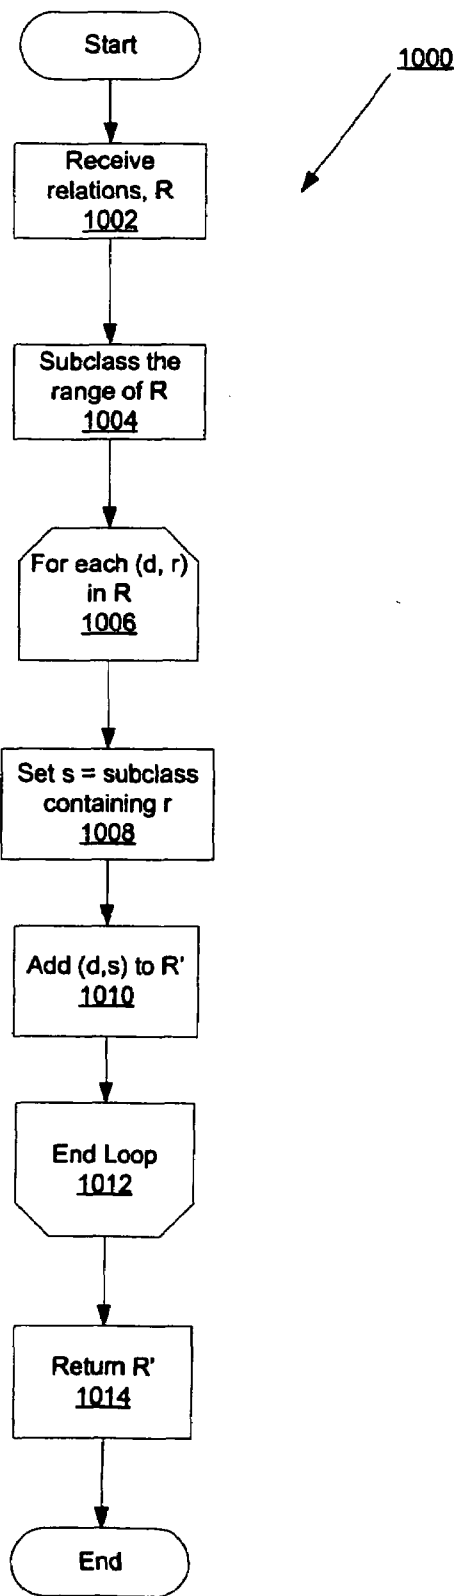 Start
1000
Receive
relations, R
1002
Subclass the
range of R
1004
For each (d, r)
in R
1006
Set s = subclass
containing r
1008
Add (d,s) to R'
1010
End Loop
1012
Return R'
1014
End